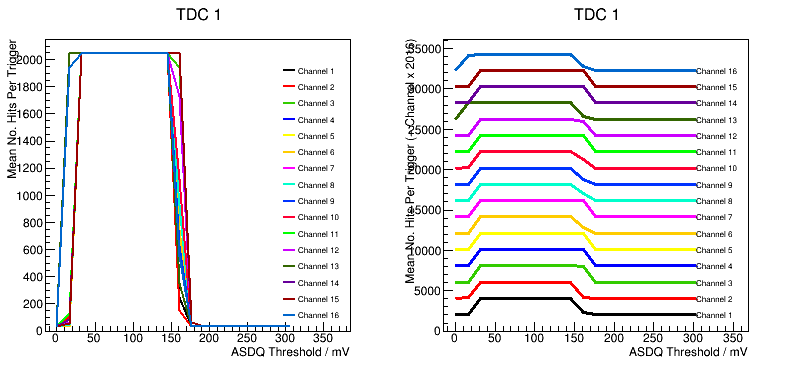 TDC 1
Mean No. Hits Per Trigger
2000
1800
1600
1400
1200
1000
800
600
400
200
0
0 50 100 150 200 250 300 350
ASDQ Threshold / mV
Channel 1
Channel 2
Channel 3
Channel 4
Channel 5
Channel 6
Channel 7
Channel 8
Channel 9
Channel 10
Channel 11
Channel 12
Channel 13
Channel 14
Channel 15
Channel 16
TDC 1
Mean No. Hits Per Trigger (+ Channel x 2016)
35000
30000
25000
20000
15000
10000
5000
0
0 50 100 150 200 250 300 350
ASDQ Threshold / mV
Channel 16
Channel 15
Channel 14
Channel 13
Channel 12
Channel 11
Channel 10
Channel 9
Channel 8
Channel 7
Channel 6
Channel 5
Channel 4
Channel 3
Channel 2
Channel 1